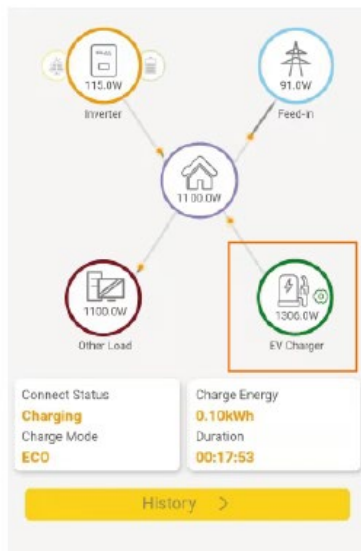 115.0W
91.0W
Inverter
Feed-in
1100.0W
1100.0W
1306.0W
Other Load
EV Charger
Connect Status
Charging
Charge Mode
ECO
Charge Energy
0.10kWh
Duration
00:17:53
History >